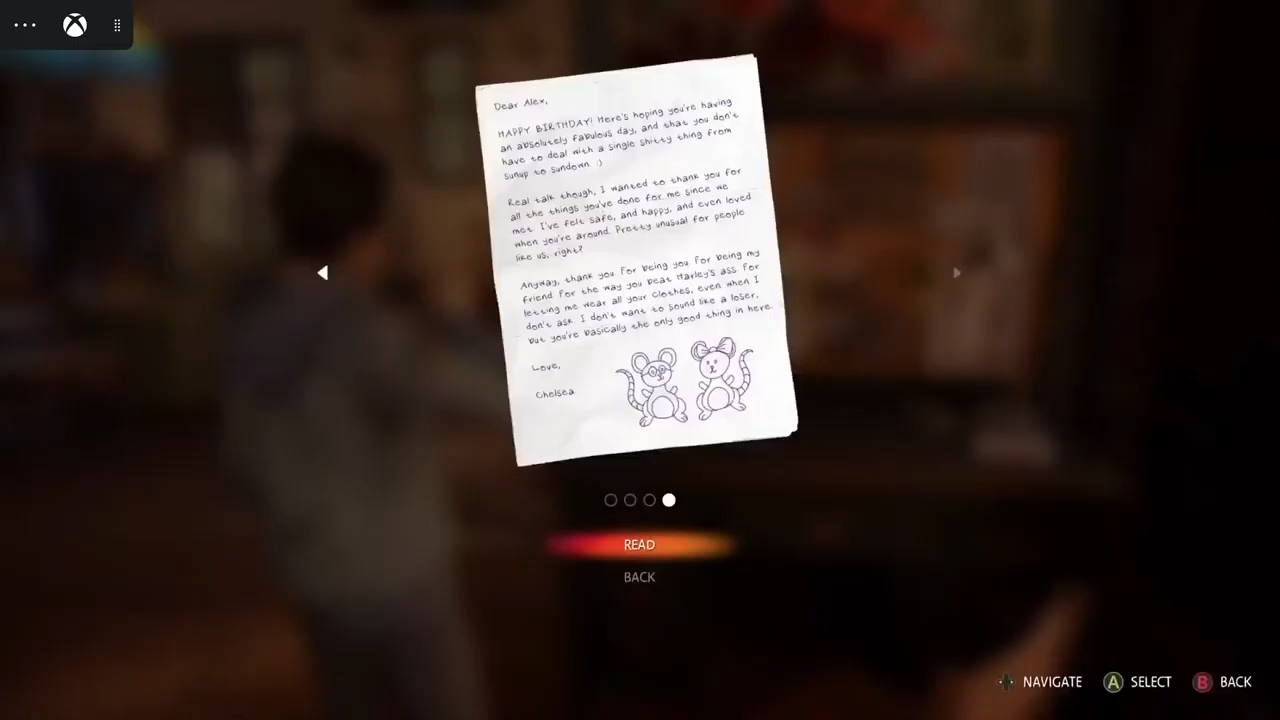 Dear Alex,
HAPPY BIRTHDAY! Here's hoping you're having
an absolutely fabulous day, and that you don't
have to deal with a single shitty thing from
sunup to sundown. :)
Real talk though, I wanted to thank you for
all the things you've done for me since we
met. I've felt safe, and happy, and even loved
when you're around. Pretty unusual for people
like us, right?
Anyway, thank you for being you for being my
friend. For the way you beat Harley's ass. For
letting me wear all your clothes, even when I
don't ask. I don't want to sound like a loser,
but you're basically the only good thing in here.
Love,
Chelsea
READ
BACK
NAVIGATE
A SELECT
B BACK